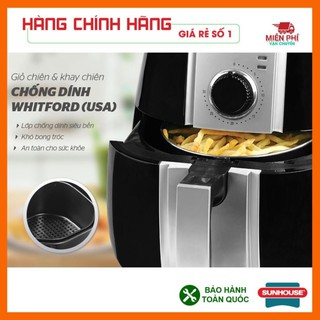 HÀNG CHÍNH HÃNG
GIÁ RẺ SỐ 1
MIỄN PHÍ
VẬN CHUYỂN
Giỏ chiên & khay chiên
CHỐNG DÍNH
WHITFORD (USA)
Lớp chống dính siêu bền
Khó bong tróc
An toàn cho sức khỏe
BẢO HÀNH
TOÀN QUỐC
SUNHOUSE